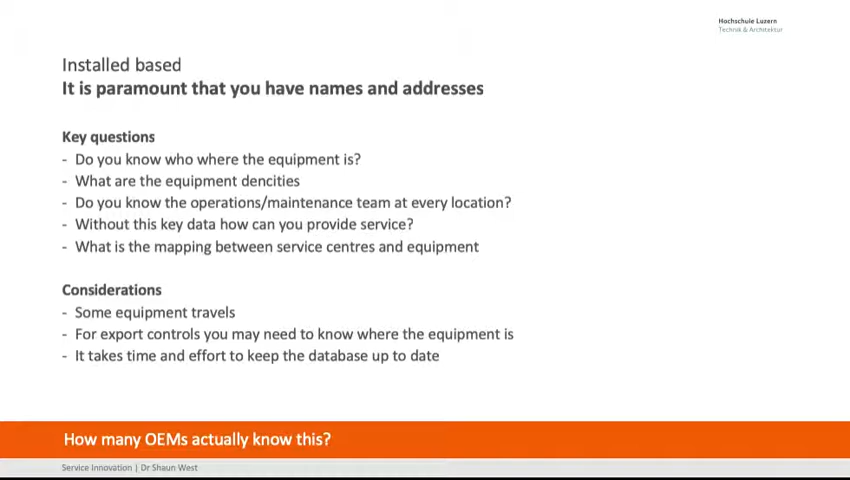 Hochschule Luzern
Technik & Architektur
Installed based
It is paramount that you have names and addresses
Key questions
- Do you know who where the equipment is?
- What are the equipment dencities
- Do you know the operations/maintenance team at every location?
- Without this key data how can you provide service?
- What is the mapping between service centres and equipment
Considerations
- Some equipment travels
- For export controls you may need to know where the equipment is
- It takes time and effort to keep the database up to date
How many OEMs actually know this?
Service Innovation | Dr Shaun West